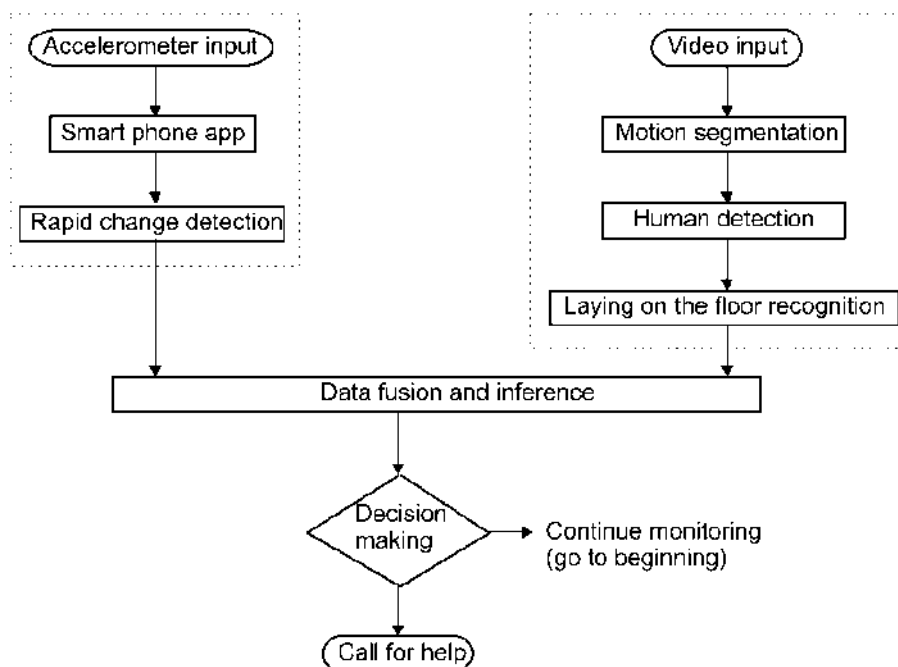 Accelerometer input
Smart phone app
Rapid change detection
Video input
Motion segmentation
Human detection
Laying on the floor recognition
Data fusion and inference
Decision
making
Continue monitoring
(go to beginning)
Call for help